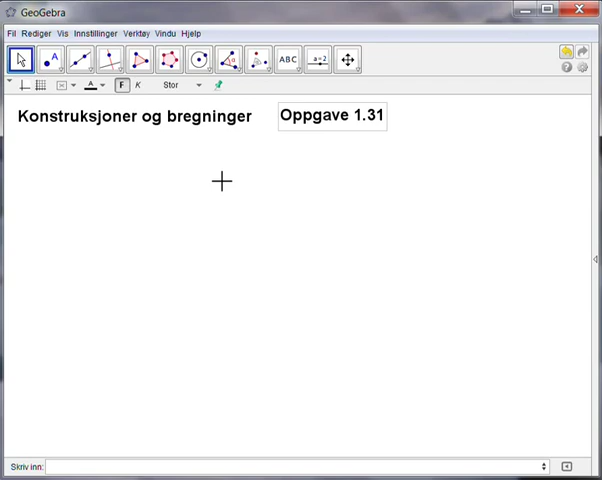 GeoGebra
Fil Rediger Vis Innstillinger Verktøy Vindu Hjelp
A α ABC a=2
A F K Stor
Konstruksjoner og bregninger Oppgave 1.31
Skriv inn: